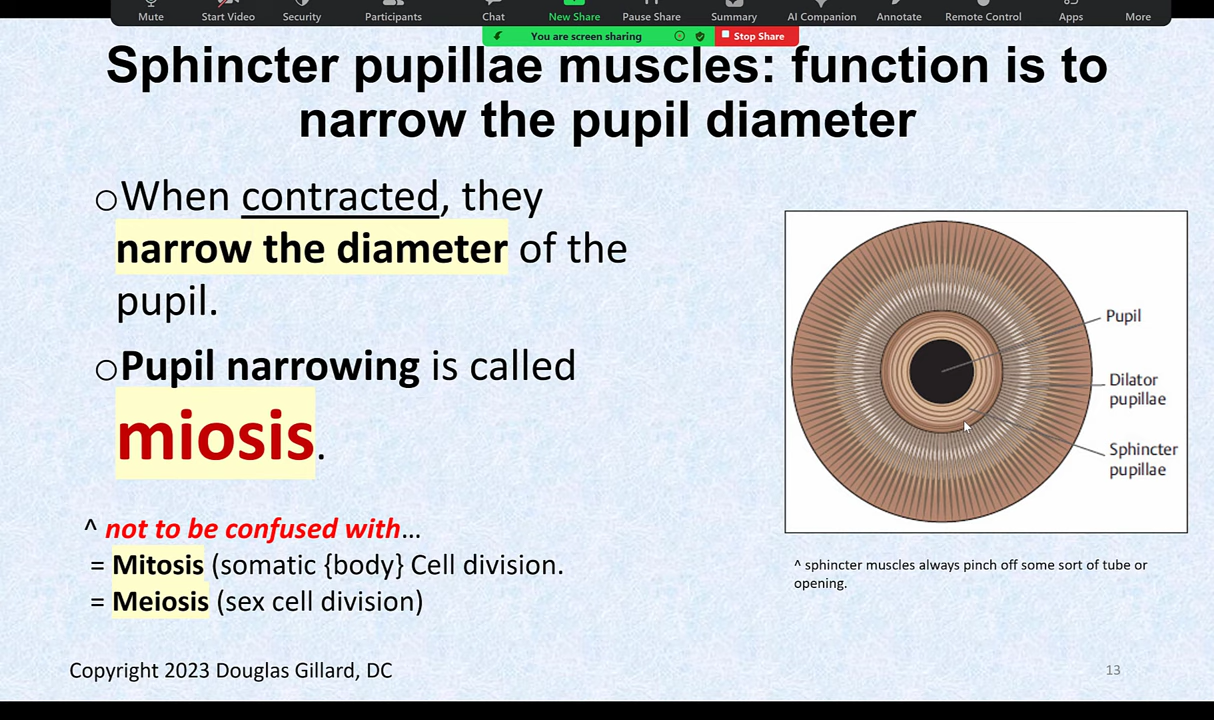 Mute Start Video Security Participants Chat New Share Pause Share Summary AI Companion Annotate Remote Control Apps More
You are screen sharing Stop Share
Sphincter pupillae muscles: function is to
narrow the pupil diameter
○When contracted, they
narrow the diameter of the
pupil.
○Pupil narrowing is called
miosis.
^ not to be confused with…
= Mitosis (somatic {body} Cell division.
= Meiosis (sex cell division)
Pupil
Dilator
pupillae
Sphincter
pupillae
^ sphincter muscles always pinch off some sort of tube or
opening.
Copyright 2023 Douglas Gillard, DC
13